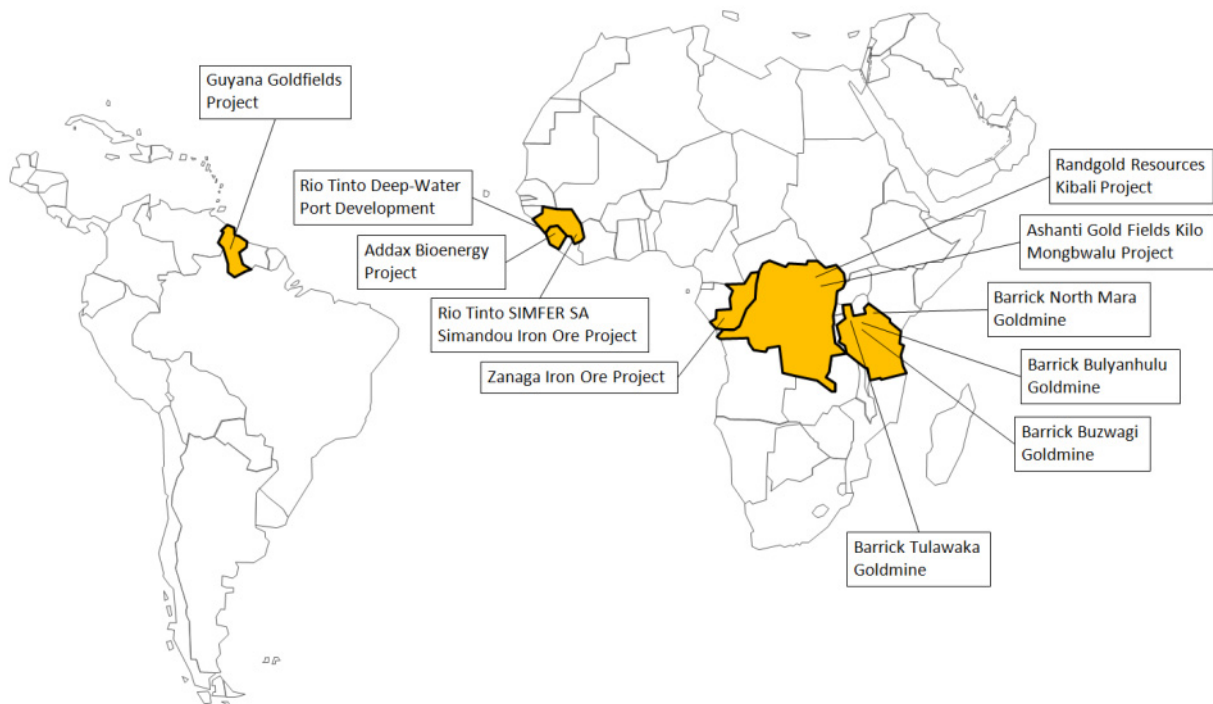 Guyana Goldfields
Project
Rio Tinto Deep-Water
Port Development
Addax Bioenergy
Project
Rio Tinto SIMFER SA
Simandou Iron Ore Project
Zanaga Iron Ore Project
Randgold Resources
Kibali Project
Ashanti Gold Fields Kilo
Mongbwalu Project
Barrick North Mara
Goldmine
Barrick Bulyanhulu
Goldmine
Barrick Buzwagi
Goldmine
Barrick Tulawaka
Goldmine